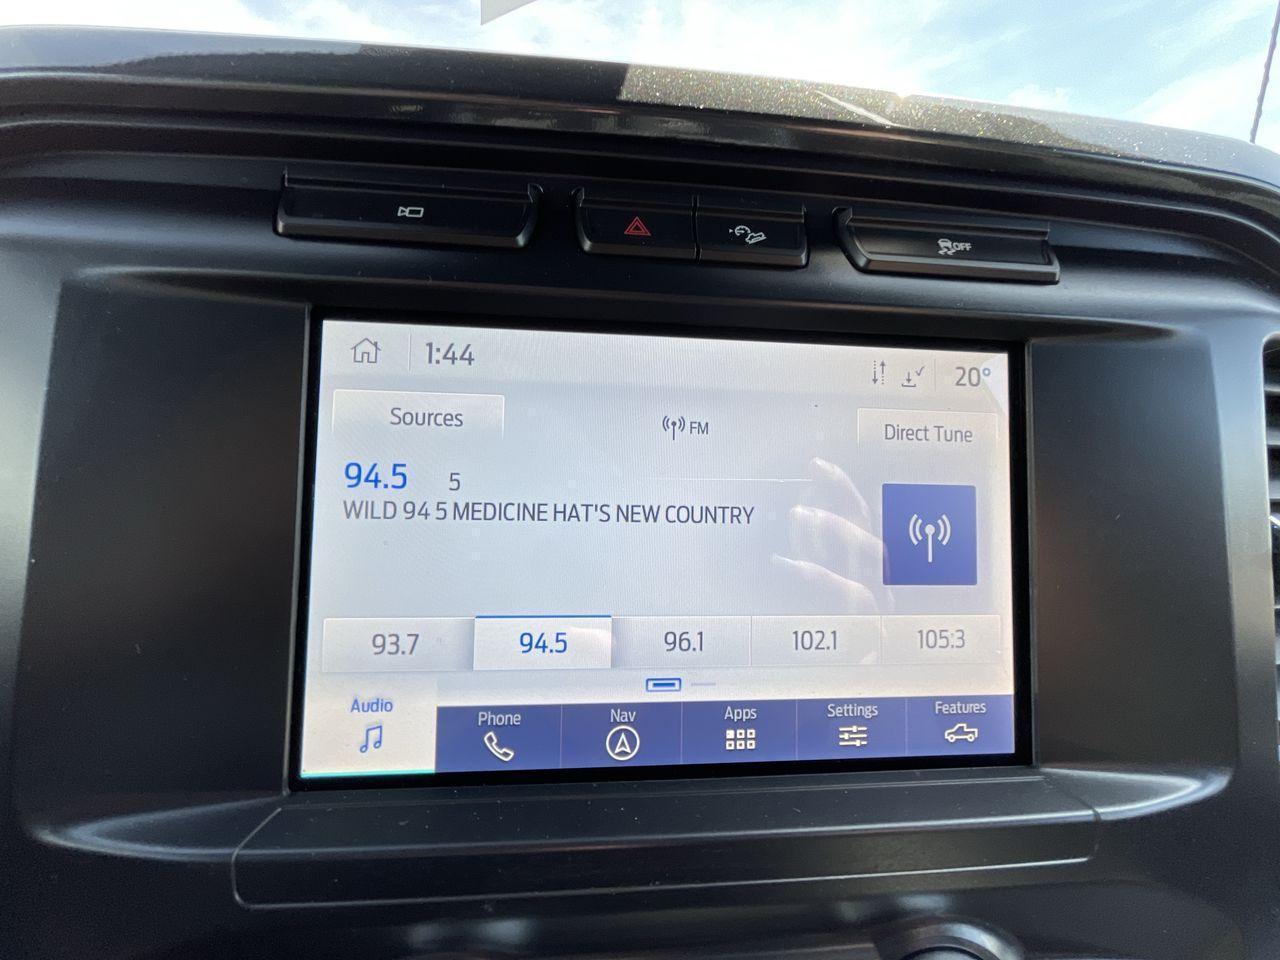 OFF
1:44
20°
Sources
FM
Direct Tune
94.5 5
WILD 94 5 MEDICINE HAT'S NEW COUNTRY
93.7 94.5 96.1 102.1 105.3
Audio Phone Nav Apps Settings Features